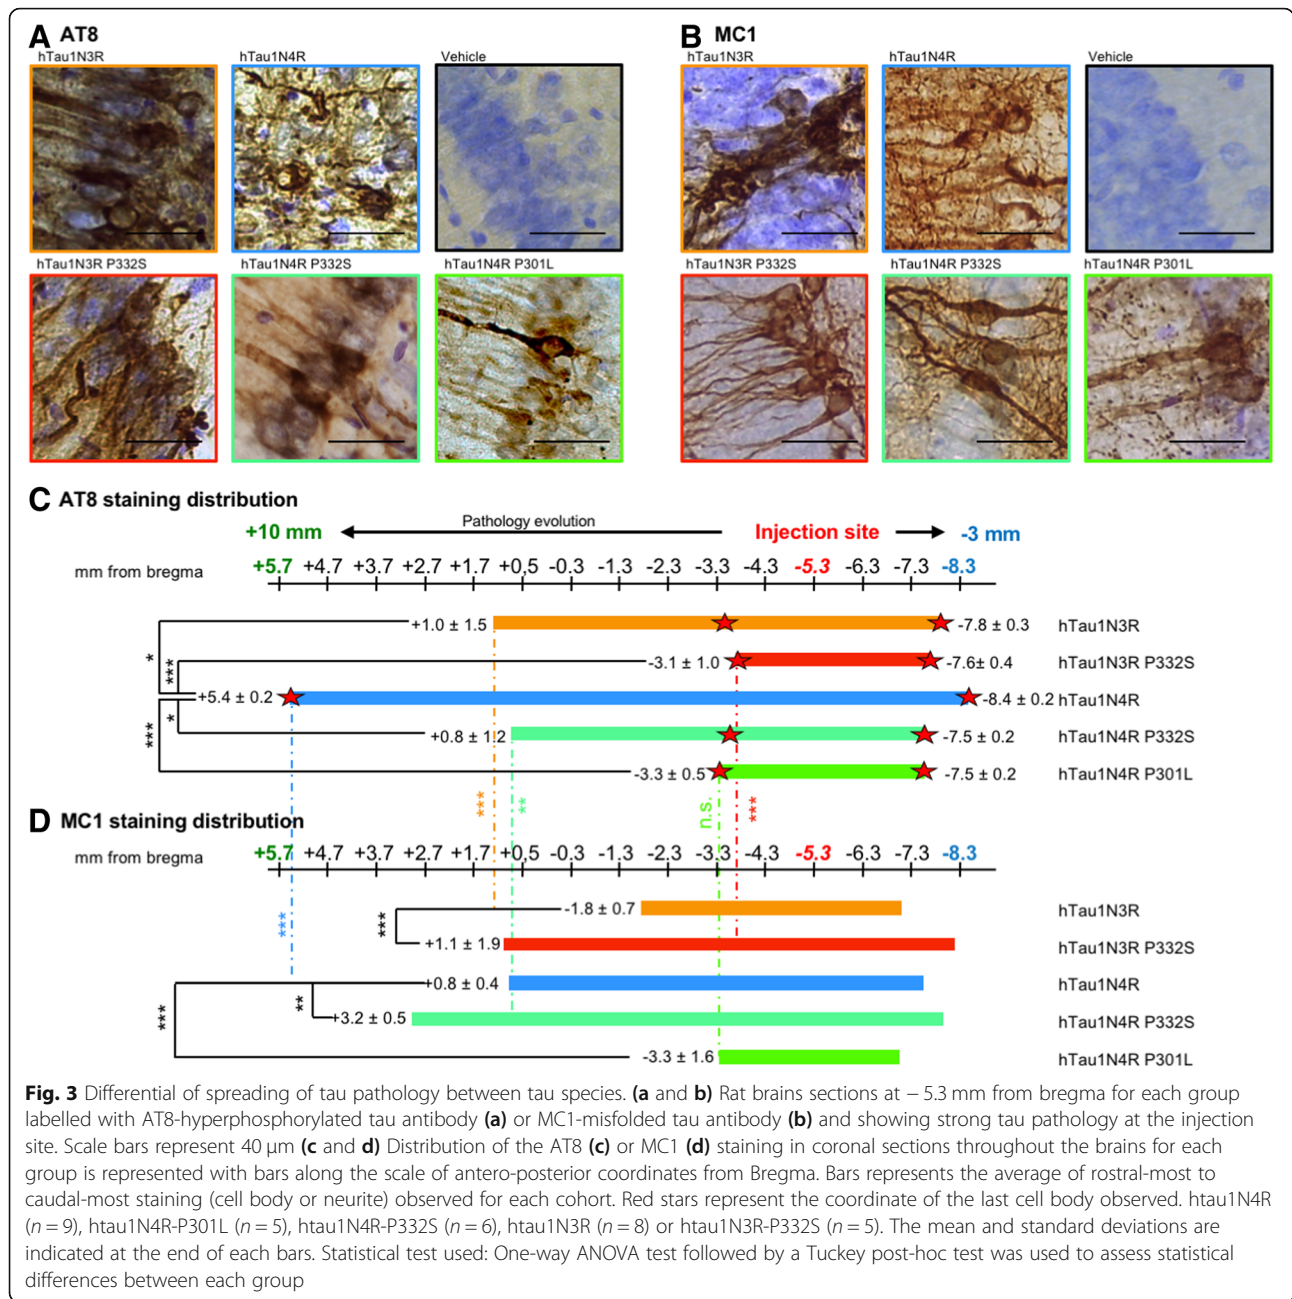 A AT8
hTau1N3R
hTau1N4R
Vehicle
hTau1N3R P332S
hTau1N4R P332S
hTau1N4R P301L
B MC1
hTau1N3R
hTau1N4R
Vehicle
hTau1N3R P332S
hTau1N4R P332S
hTau1N4R P301L
C AT8 staining distribution
+10 mm
Pathology evolution
Injection site
-3 mm
mm from bregma
+5.7 +4.7 +3.7 +2.7 +1.7 +0,5 -0.3 -1.3 -2.3 -3.3 -4.3 -5.3 -6.3 -7.3 -8.3
+1.0 ± 1.5 -7.8 ± 0.3 hTau1N3R
-3.1 ± 1.0 -7.6± 0.4 hTau1N3R P332S
+5.4 ± 0.2 -8.4 ± 0.2 hTau1N4R
+0.8 ± 1.2 -7.5 ± 0.2 hTau1N4R P332S
-3.3 ± 0.5 -7.5 ± 0.2 hTau1N4R P301L
*
***
*
***
***
**
n.s.
***
D MC1 staining distribution
mm from bregma
+5.7 +4.7 +3.7 +2.7 +1.7 +0,5 -0.3 -1.3 -2.3 -3.3 -4.3 -5.3 -6.3 -7.3 -8.3
***
-1.8 ± 0.7 hTau1N3R
***
+1.1 ± 1.9 hTau1N3R P332S
+0.8 ± 0.4 hTau1N4R
**
+3.2 ± 0.5 hTau1N4R P332S
***
-3.3 ± 1.6 hTau1N4R P301L
Fig. 3 Differential of spreading of tau pathology between tau species. (a and b) Rat brains sections at − 5.3 mm from bregma for each group
labelled with AT8-hyperphosphorylated tau antibody (a) or MC1-misfolded tau antibody (b) and showing strong tau pathology at the injection
site. Scale bars represent 40 μm (c and d) Distribution of the AT8 (c) or MC1 (d) staining in coronal sections throughout the brains for each
group is represented with bars along the scale of antero-posterior coordinates from Bregma. Bars represents the average of rostral-most to
caudal-most staining (cell body or neurite) observed for each cohort. Red stars represent the coordinate of the last cell body observed. htau1N4R
(n = 9), htau1N4R-P301L (n = 5), htau1N4R-P332S (n = 6), htau1N3R (n = 8) or htau1N3R-P332S (n = 5). The mean and standard deviations are
indicated at the end of each bars. Statistical test used: One-way ANOVA test followed by a Tuckey post-hoc test was used to assess statistical
differences between each group